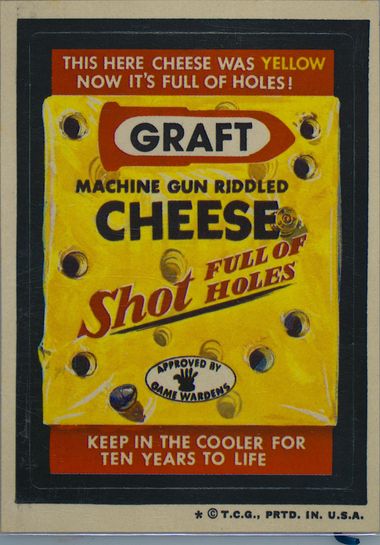 THIS HERE CHEESE WAS YELLOW
NOW IT'S FULL OF HOLES!
GRAFT
MACHINE GUN RIDDLED
CHEESE
Shot FULL OF
HOLES
APPROVED BY
GAME WARDENS
KEEP IN THE COOLER FOR
TEN YEARS TO LIFE
* © T.C.G., PRTD. IN. U.S.A.